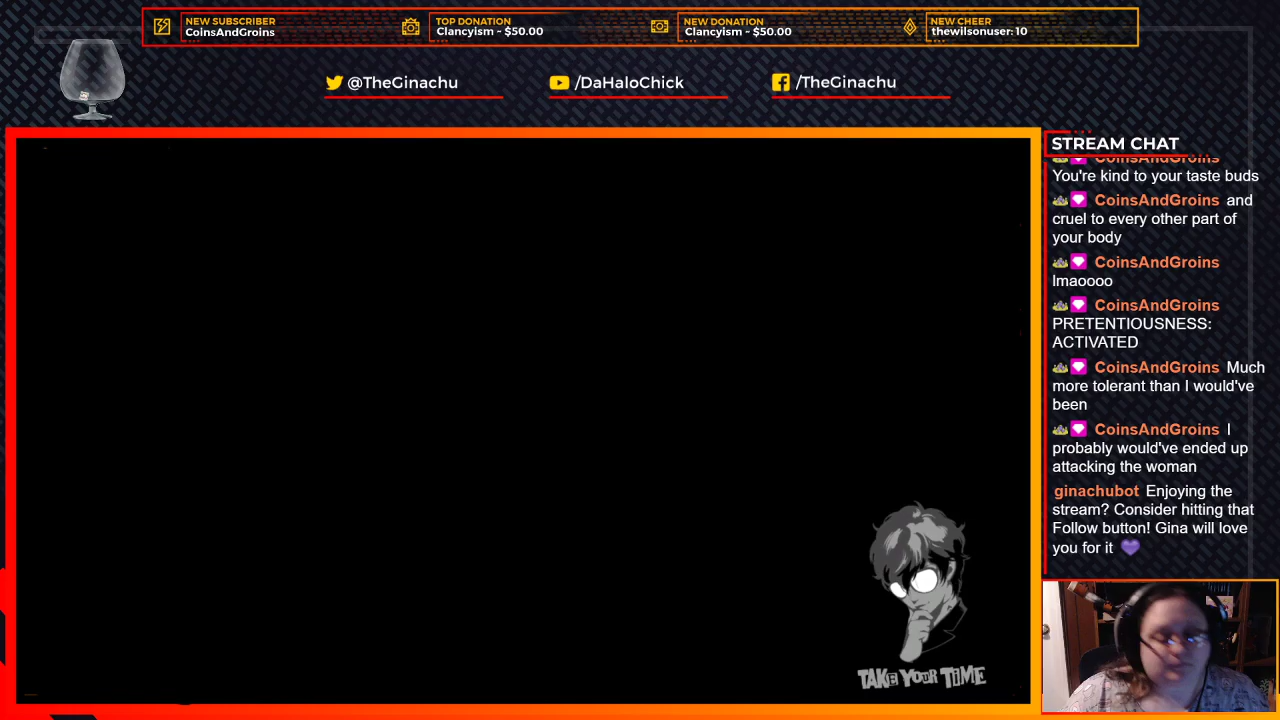 NEW SUBSCRIBER
CoinsAndGroins
TOP DONATION
Clancyism ~ $50.00
NEW DONATION
Clancyism ~ $50.00
NEW CHEER
thewilsonuser: 10
@TheGinachu
/DaHaloChick
/TheGinachu
STREAM CHAT
CoinsAndGroins
You're kind to your taste buds
CoinsAndGroins and
cruel to every other part of
your body
CoinsAndGroins
lmaoooo
CoinsAndGroins
PRETENTIOUSNESS:
ACTIVATED
CoinsAndGroins Much
more tolerant than I would've
been
CoinsAndGroins I
probably would've ended up
attacking the woman
ginachubot Enjoying the
stream? Consider hitting that
Follow button! Gina will love
you for it
TAKE YOUR TIME